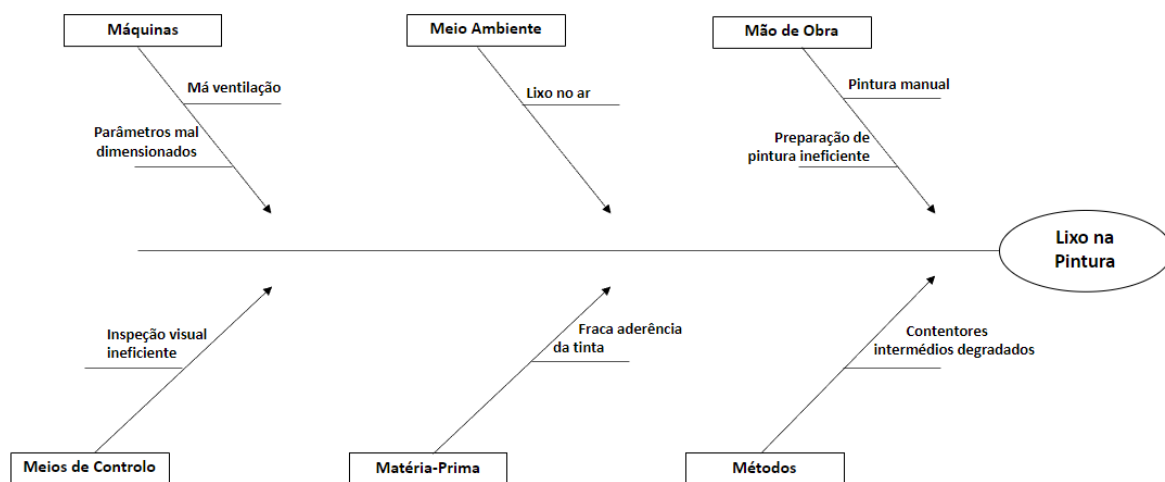 Máquinas
Meio Ambiente
Mão de Obra
Má ventilação
Lixo no ar
Pintura manual
Parâmetros mal
dimensionados
Preparação de
pintura ineficiente
Lixo na
Pintura
Inspeção visual
ineficiente
Fraca aderência
da tinta
Contentores
intermédios degradados
Meios de Controlo
Matéria-Prima
Métodos